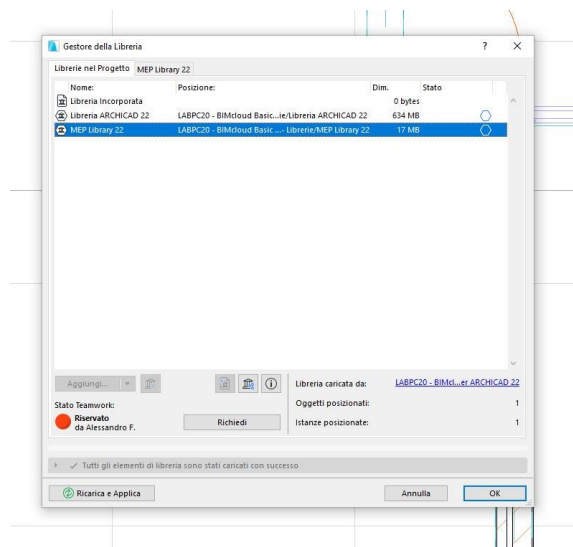 Gestore della Libreria
Librerie nel Progetto MEP Library 22
Nome: Posizione: Dim. Stato
Libreria Incorporata 0 bytes
Libreria ARCHICAD 22 LABPC20 - BIMcloud Basic...ie/Libreria ARCHICAD 22 634 MB
MEP Library 22 LABPC20 - BIMcloud Basic ...- Librerie/MEP Library 22 17 MB
Aggiungi...
Libreria caricata da: LABPC20 - BIMcl...er ARCHICAD 22
Stato Teamwork:
Oggetti posizionati: 1
Riservato
da Alessandro F.
Richiedi
Istanze posizionate: 1
Tutti gli elementi di libreria sono stati caricati con successo
Ricarica e Applica Annulla OK